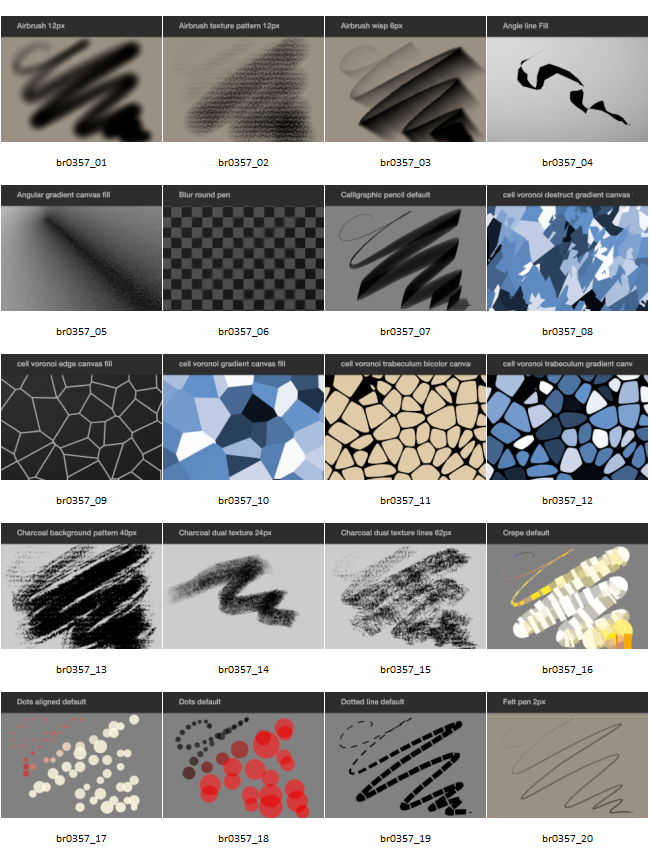 Airbrush 12px
Airbrush texture pattern 12px
Airbrush wisp 6px
Angle line Fill
br0357_01
br0357_02
br0357_03
br0357_04
Angular gradient canvas fill
Blur round pen
Calligraphic pencil default
cell voronoi destruct gradient canvas
br0357_05
br0357_06
br0357_07
br0357_08
cell voronoi edge canvas fill
cell voronoi gradient canvas fill
cell voronoi trabeculum bicolor canva
cell voronoi trabeculum gradient canv
br0357_09
br0357_10
br0357_11
br0357_12
Charcoal background pattern 40px
Charcoal dual texture 24px
Charcoal dual texture lines 62px
Crepe default
br0357_13
br0357_14
br0357_15
br0357_16
Dots aligned default
Dots default
Dotted line default
Felt pen 2px
br0357_17
br0357_18
br0357_19
br0357_20